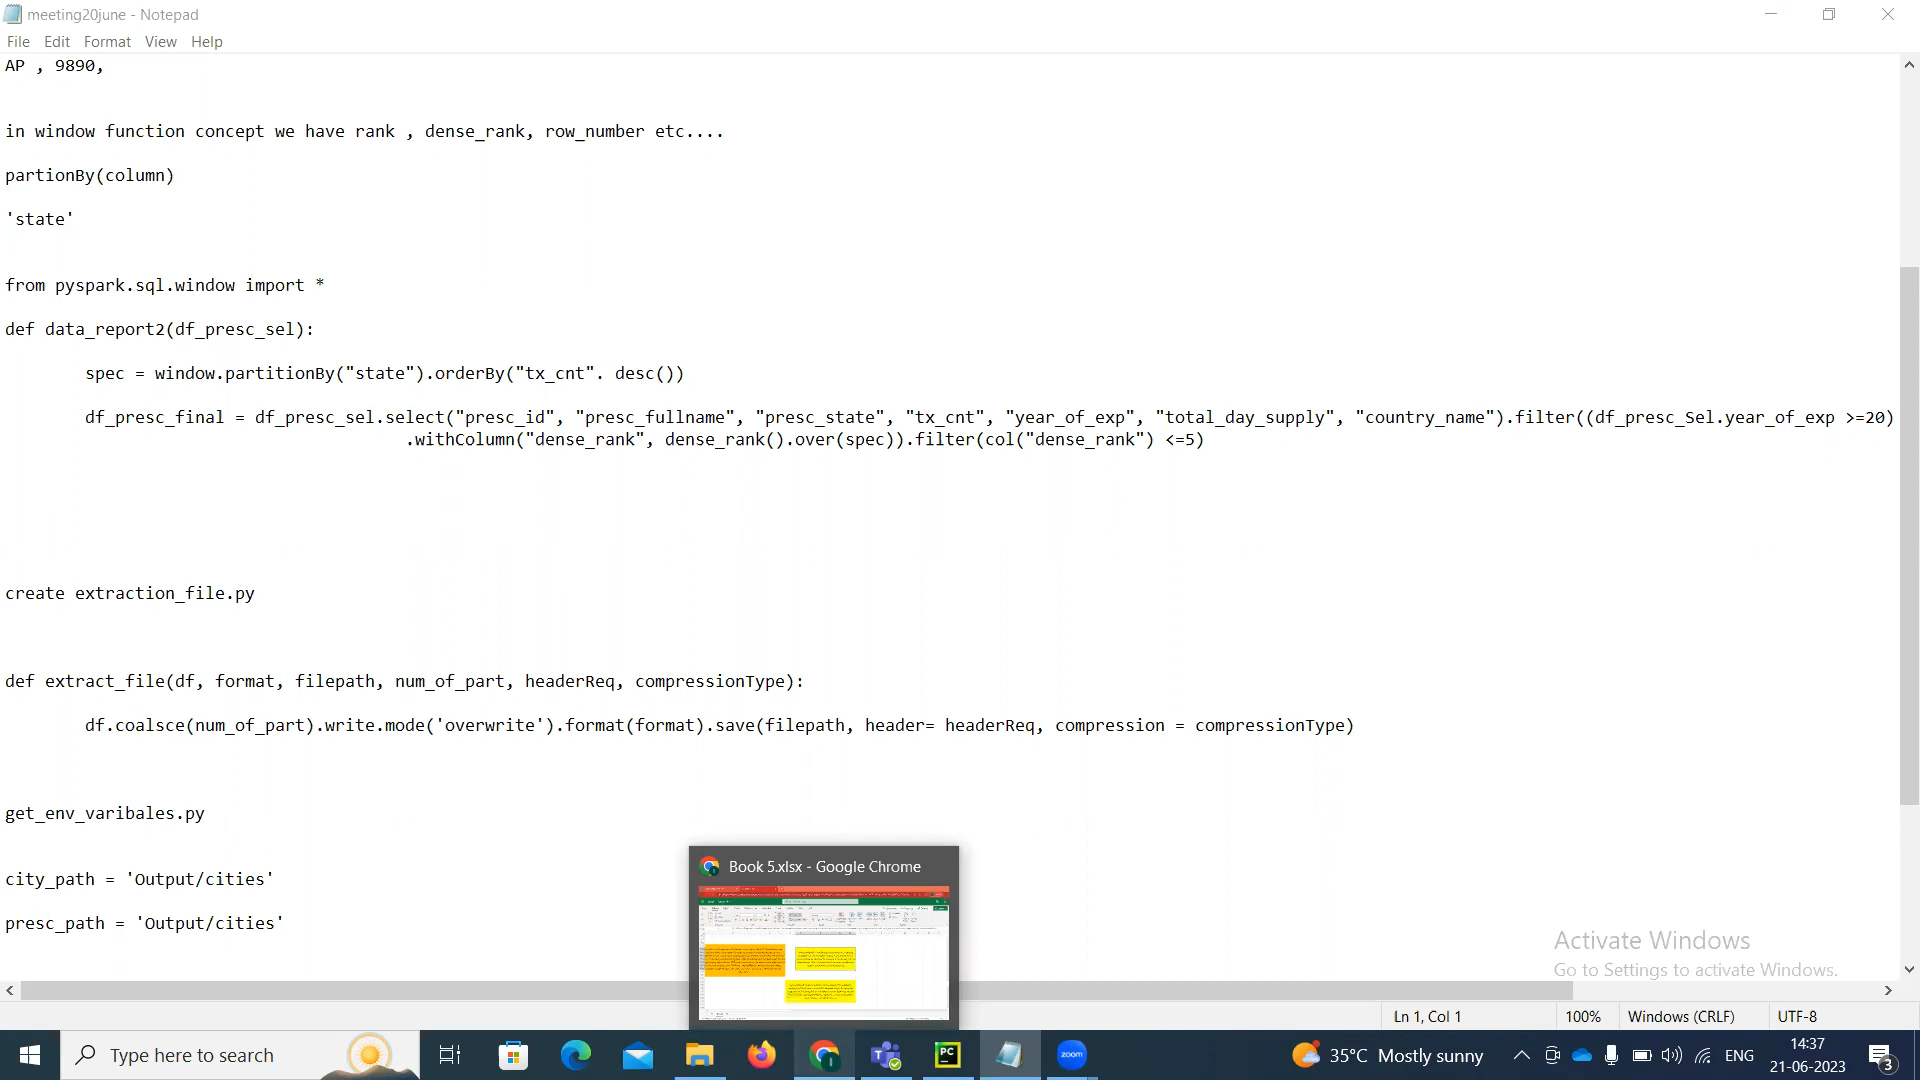 meeting20june - Notepad
File Edit Format View Help
AP , 9890,
in window function concept we have rank , dense_rank, row_number etc....
partionBy(column)
'state'
from pyspark.sql.window import *
def data_report2(df_presc_sel):
spec = window.partitionBy("state").orderBy("tx_cnt". desc())
df_presc_final = df_presc_sel.select("presc_id", "presc_fullname", "presc_state", "tx_cnt", "year_of_exp", "total_day_supply", "country_name").filter((df_presc_Sel.year_of_exp >=20)
.withColumn("dense_rank", dense_rank().over(spec)).filter(col("dense_rank") <=5)
create extraction_file.py
def extract_file(df, format, filepath, num_of_part, headerReq, compressionType):
df.coalsce(num_of_part).write.mode('overwrite').format(format).save(filepath, header= headerReq, compression = compressionType)
get_env_varibales.py
city_path = 'Output/cities'
presc_path = 'Output/cities'
Book 5.xlsx - Google Chrome
Activate Windows
Go to Settings to activate Windows.
Ln 1, Col 1 100% Windows (CRLF) UTF-8
Type here to search
zoom
35°C Mostly sunny
ENG
14:37
21-06-2023
3